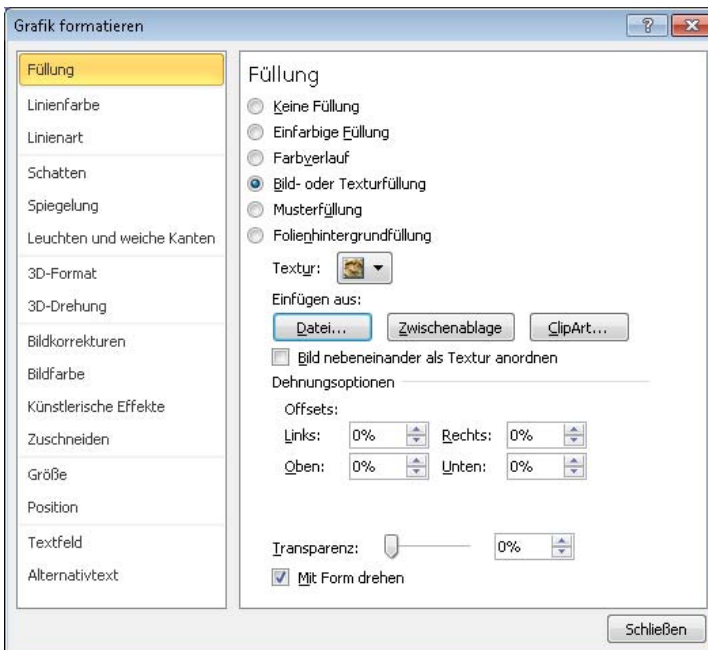 Grafik formatieren
Füllung
Linienfarbe
Linienart
Schatten
Spiegelung
Leuchten und weiche Kanten
3D-Format
3D-Drehung
Bildkorrekturen
Bildfarbe
Künstlerische Effekte
Zuschneiden
Größe
Position
Textfeld
Alternativtext
Füllung
Keine Füllung
Einfarbige Füllung
Farbverlauf
Bild- oder Texturfüllung
Musterfüllung
Folienhintergrundfüllung
Textur:
Einfügen aus:
Datei... Zwischenablage ClipArt...
Bild nebeneinander als Textur anordnen
Dehnungsoptionen
Offsets:
Links: 0% Rechts: 0%
Oben: 0% Unten: 0%
Transparenz: 0%
Mit Form drehen
Schließen